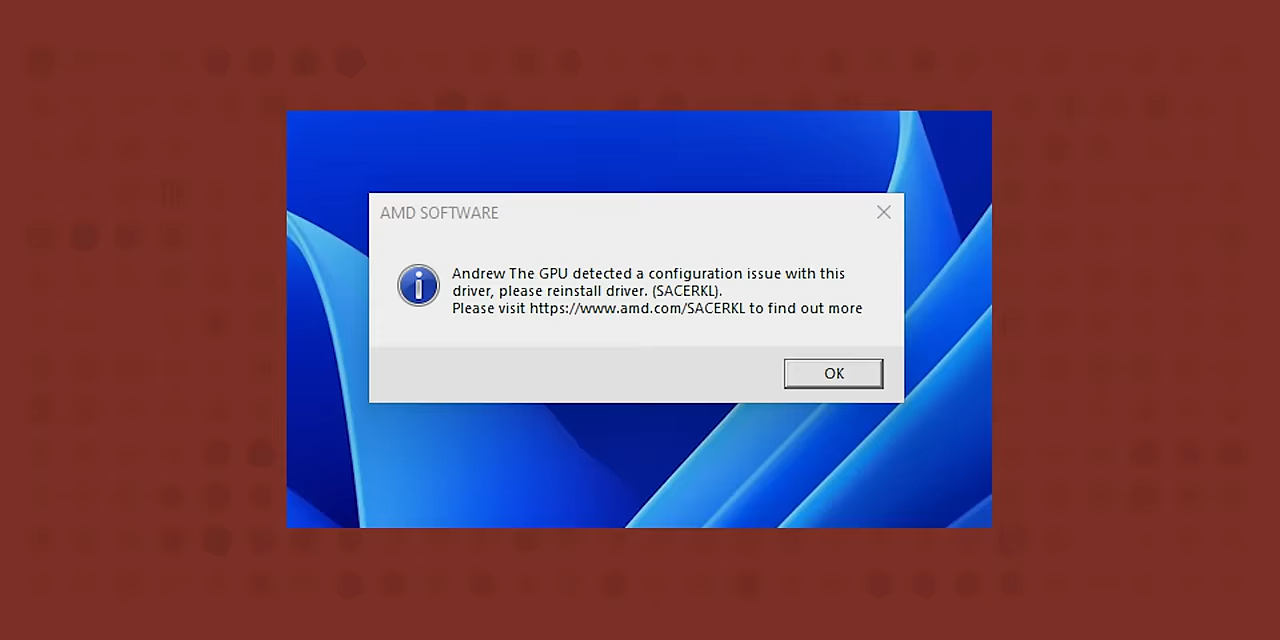 AMD SOFTWARE
Andrew The GPU detected a configuration issue with this
driver, please reinstall driver. (SACERKL).
Please visit https://www.amd.com/SACERKL to find out more
OK